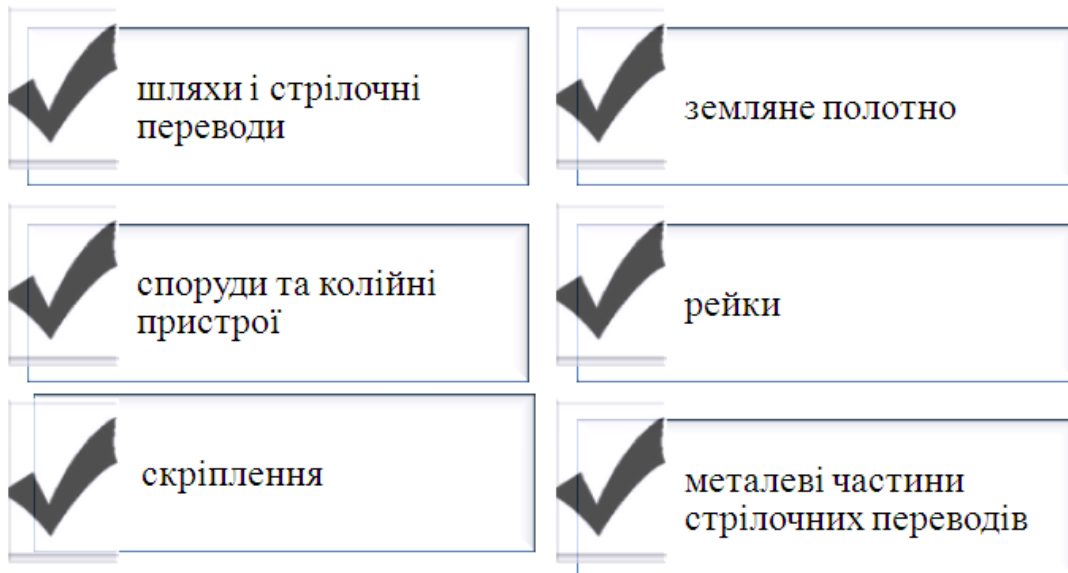 шляхи і стрілочні
переводи
земляне полотно
споруди та колійні
пристрої
рейки
скріплення
металеві частини
стрілочних переводів